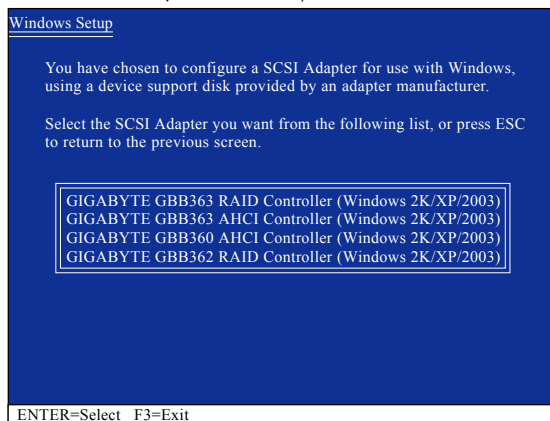 Windows Setup
You have chosen to configure a SCSI Adapter for use with Windows,
using a device support disk provided by an adapter manufacturer.
Select the SCSI Adapter you want from the following list, or press ESC
to return to the previous screen.
GIGABYTE GBB363 RAID Controller (Windows 2K/XP/2003)
GIGABYTE GBB363 AHCI Controller (Windows 2K/XP/2003)
GIGABYTE GBB360 AHCI Controller (Windows 2K/XP/2003)
GIGABYTE GBB362 RAID Controller (Windows 2K/XP/2003)
ENTER=Select F3=Exit